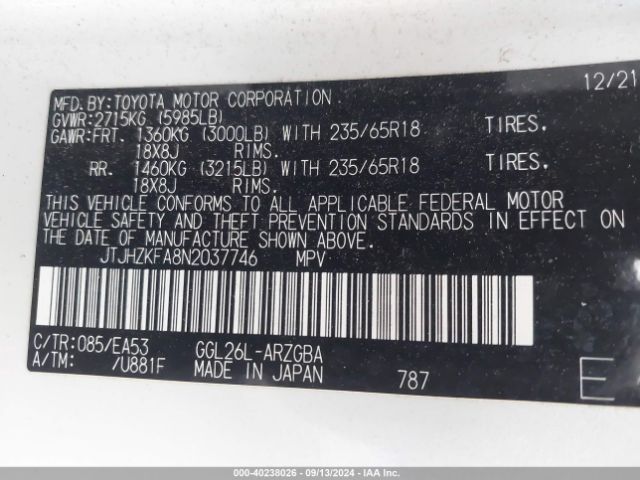 12/21
MFD. BY: TOYOTA MOTOR CORPORATION
GVWR: 2715KG (5985LB)
GAWR: FRT. 1360KG (3000LB) WITH 235/65R18 TIRES.
18X8J RIMS.
RR. 1460KG (3215LB) WITH 235/65R18 TIRES.
18X8J RIMS.
THIS VEHICLE CONFORMS TO ALL APPLICABLE FEDERAL MOTOR
VEHICLE SAFETY AND THEFT PREVENTION STANDARDS IN EFFECT ON
THE DATE OF MANUFACTURE SHOWN ABOVE.
JTJHZKFA8N2037746 MPV
C/TR: 085/EA53 GGL26L-ARZGBA
A/TM: /U881F MADE IN JAPAN 787 E
000-40238026 - 09/13/2024 - IAAI.COM